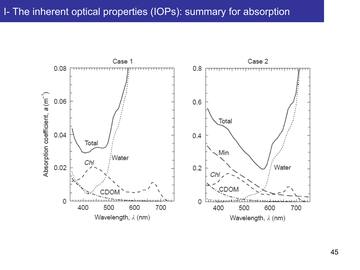 I- The inherent optical properties (IOPs): summary for absorption
Case 1
Case 2
Absorption coefficient, a (m⁻¹)
0.08
0.06
0.04
0.02
0
Total
Chl
Water
CDOM
400
500
600
700
Wavelength, λ (nm)
0.8
0.6
0.4
0.2
0
Total
Min
Chl
Water
CDOM
400
500
600
700
Wavelength, λ (nm)
45